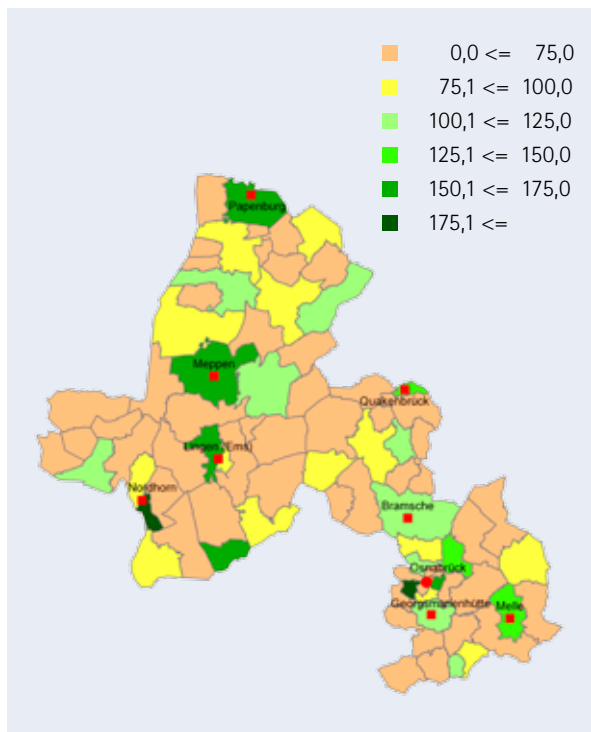 0,0 <= 75,0
75,1 <= 100,0
100,1 <= 125,0
125,1 <= 150,0
150,1 <= 175,0
175,1 <=
Papenburg
Meppen
Quakenbrück
Lingen (Ems)
Nordhorn
Bramsche
Osnabrück
Georgsmarienhütte
Melle